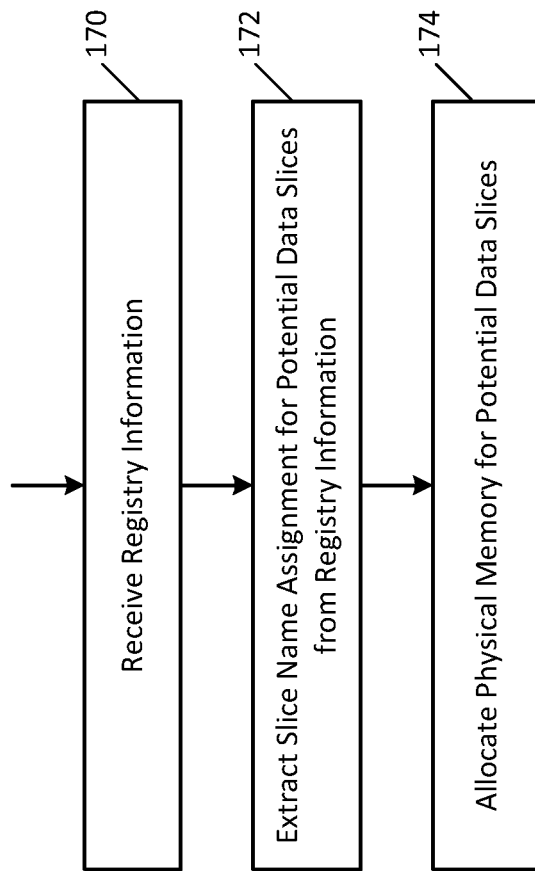 170
Receive Registry Information
172
Extract Slice Name Assignment for Potential Data Slices
from Registry Information
174
Allocate Physical Memory for Potential Data Slices